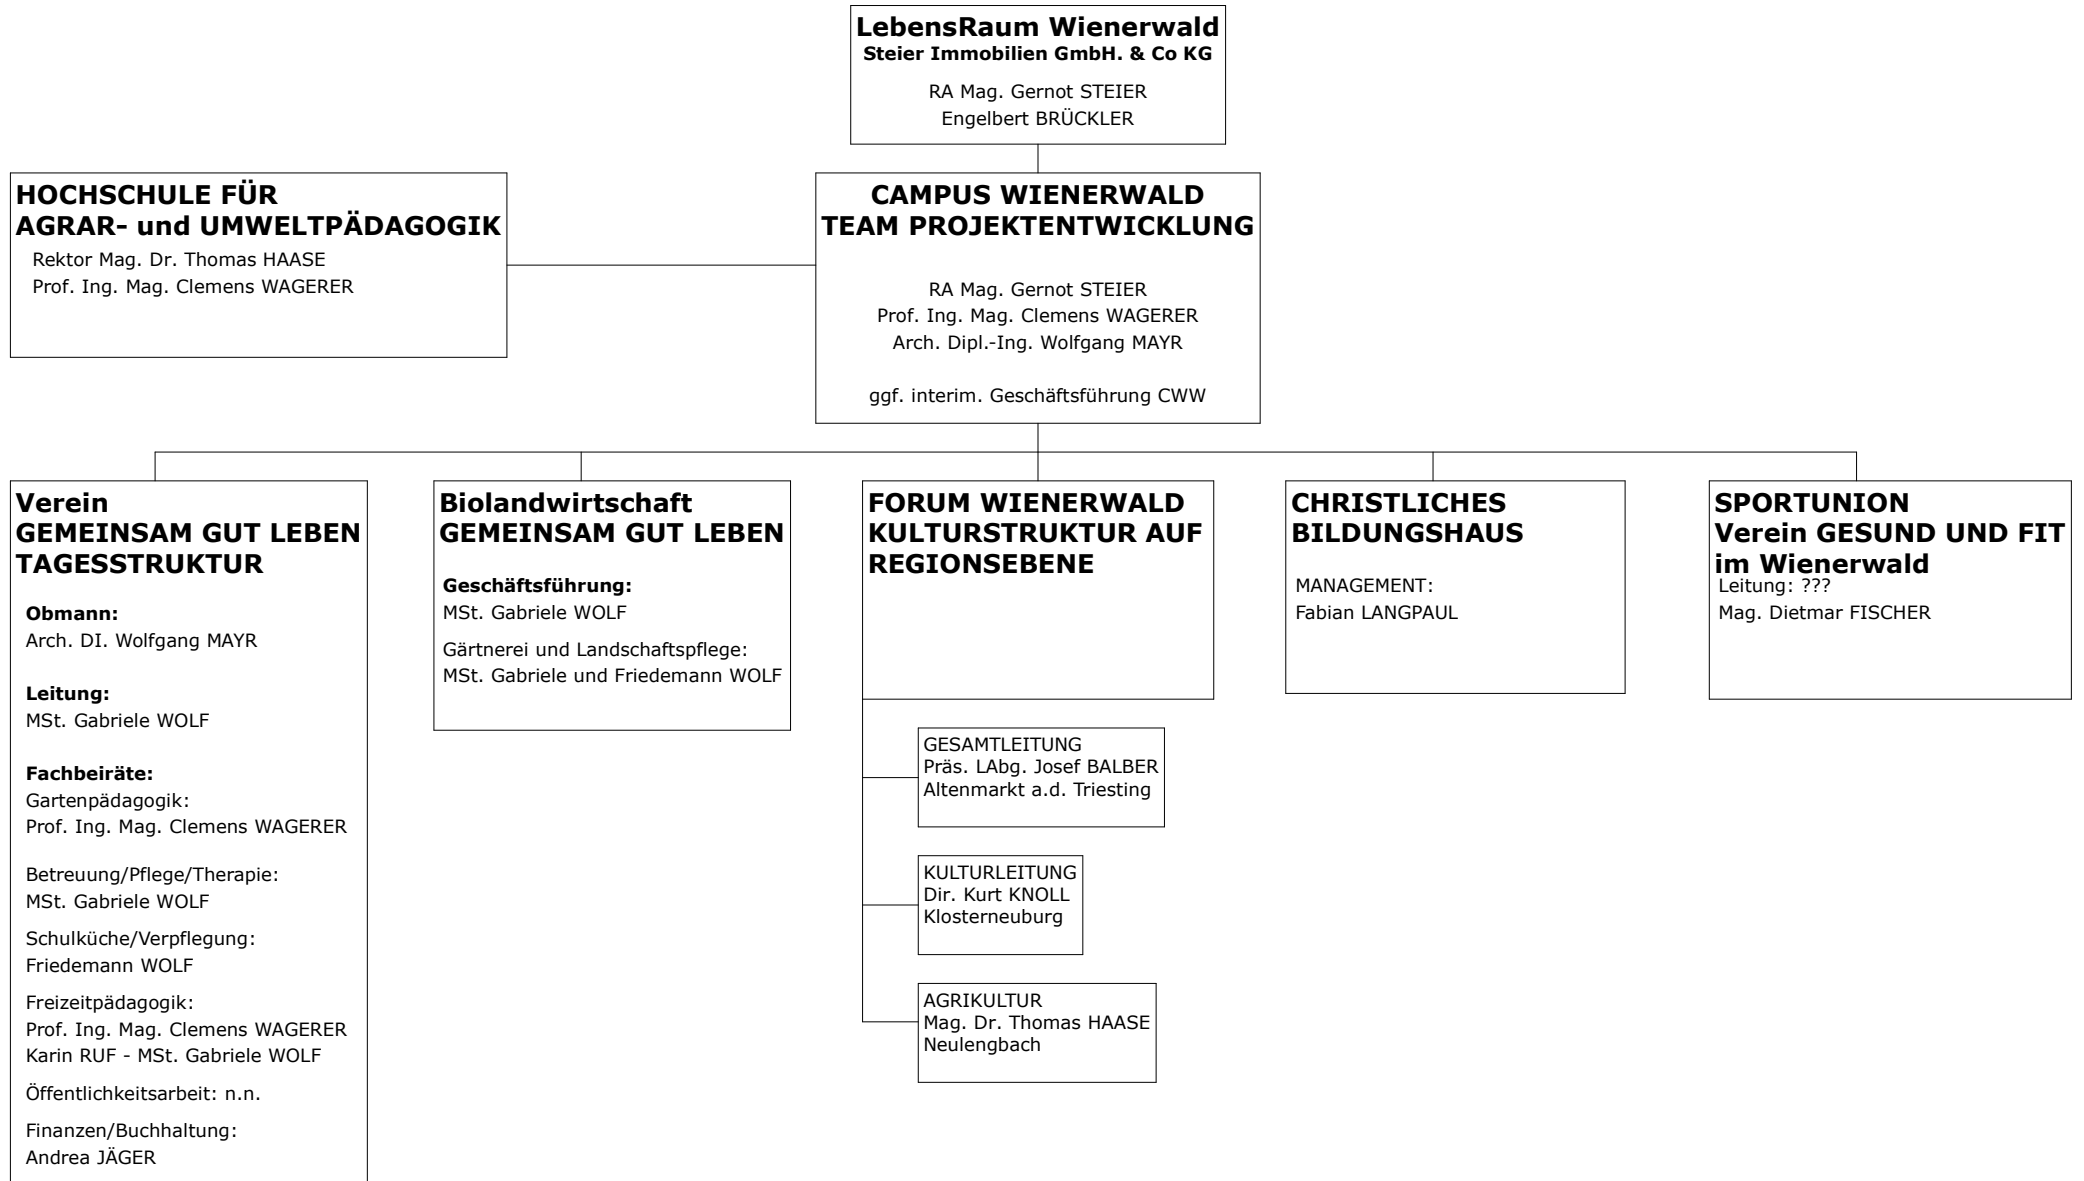 LebensRaum Wienerwald
Steier Immobilien GmbH. & Co KG
RA Mag. Gernot STEIER
Engelbert BRÜCKLER
HOCHSCHULE FÜR
AGRAR- und UMWELTPÄDAGOGIK
Rektor Mag. Dr. Thomas HAASE
Prof. Ing. Mag. Clemens WAGERER
CAMPUS WIENERWALD
TEAM PROJEKTENTWICKLUNG
RA Mag. Gernot STEIER
Prof. Ing. Mag. Clemens WAGERER
Arch. Dipl.-Ing. Wolfgang MAYR
ggf. interim. Geschäftsführung CWW
Verein
GEMEINSAM GUT LEBEN
TAGESSTRUKTUR
Obmann:
Arch. DI. Wolfgang MAYR
Leitung:
MSt. Gabriele WOLF
Fachbeiräte:
Gartenpädagogik:
Prof. Ing. Mag. Clemens WAGERER
Betreuung/Pflege/Therapie:
MSt. Gabriele WOLF
Schulküche/Verpflegung:
Friedemann WOLF
Freizeitpädagogik:
Prof. Ing. Mag. Clemens WAGERER
Karin RUF - MSt. Gabriele WOLF
Öffentlichkeitsarbeit: n.n.
Finanzen/Buchhaltung:
Andrea JÄGER
Biolandwirtschaft
GEMEINSAM GUT LEBEN
Geschäftsführung:
MSt. Gabriele WOLF
Gärtnerei und Landschaftspflege:
MSt. Gabriele und Friedemann WOLF
FORUM WIENERWALD
KULTURSTRUKTUR AUF
REGIONSEBENE
GESAMTLEITUNG
Präs. LAbg. Josef BALBER
Altenmarkt a.d. Triesting
KULTURLEITUNG
Dir. Kurt KNOLL
Klosterneuburg
AGRIKULTUR
Mag. Dr. Thomas HAASE
Neulengbach
CHRISTLICHES
BILDUNGSHAUS
MANAGEMENT:
Fabian LANGPAUL
SPORTUNION
Verein GESUND UND FIT
im Wienerwald
Leitung: ???
Mag. Dietmar FISCHER